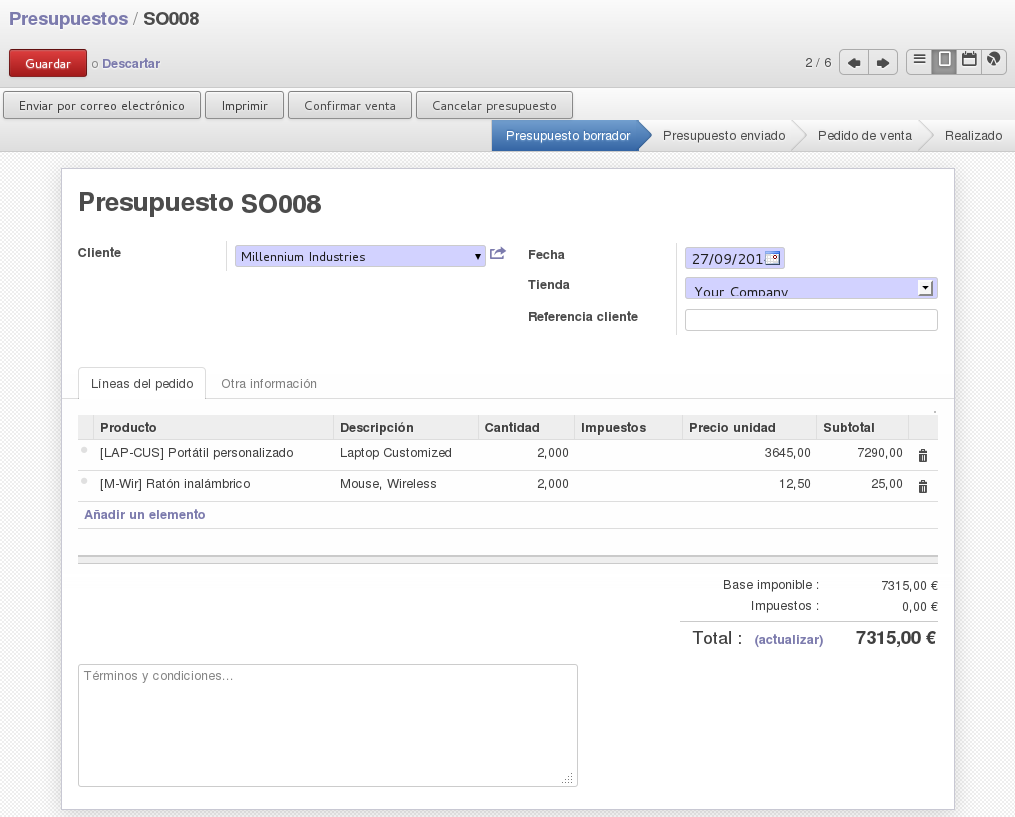 Presupuestos / SO008
Guardar o Descartar 2 / 6
Enviar por correo electrónico Imprimir Confirmar venta Cancelar presupuesto
Presupuesto borrador Presupuesto enviado Pedido de venta Realizado
Presupuesto SO008
Cliente Millennium Industries
Fecha
Tienda Your Company
Referencia cliente
Líneas del pedido Otra información
Producto Descripción Cantidad Impuestos Precio unidad Subtotal
[LAP-CUS] Portátil personalizado Laptop Customized 2,000 3645,00 7290,00
[M-Wir] Ratón inalámbrico Mouse, Wireless 2,000 12,50 25,00
Añadir un elemento
Base imponible : 7315,00 €
Impuestos : 0,00 €
Total : (actualizar) 7315,00 €
Términos y condiciones...